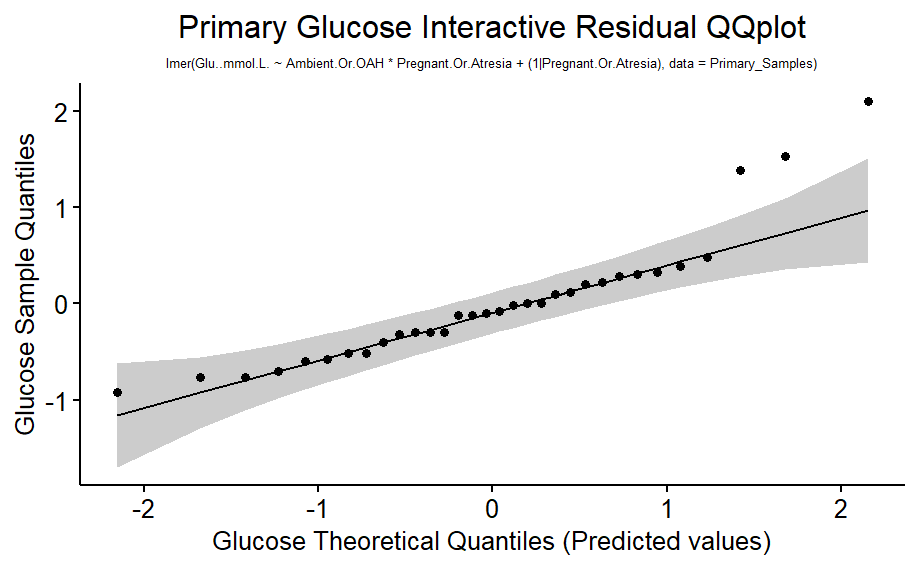 Primary Glucose Interactive Residual QQplot
lmer(Glu..mmol.L. ~ Ambient.Or.OAH * Pregnant.Or.Atresia + (1|Pregnant.Or.Atresia), data = Primary_Samples)
Glucose Sample Quantiles
2
1
0
-1
-2
-1
0
1
2
Glucose Theoretical Quantiles (Predicted values)